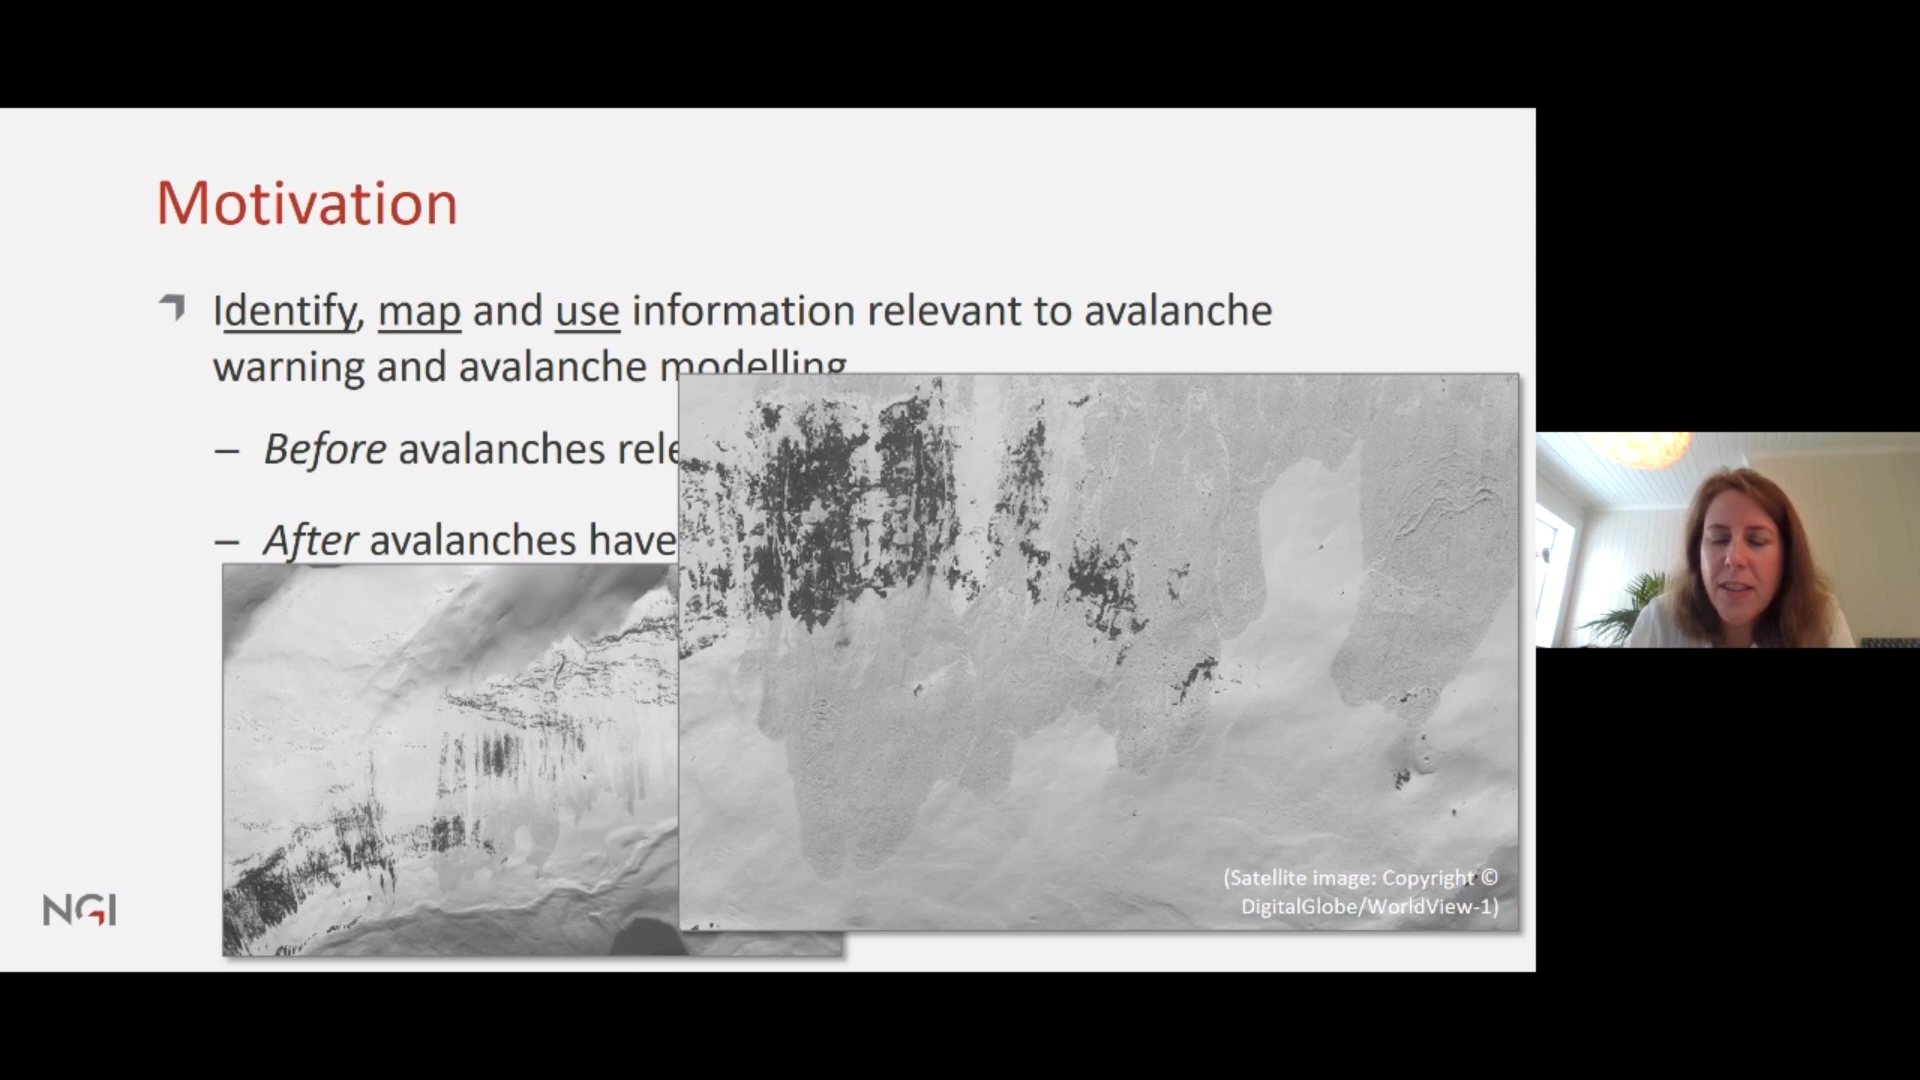 Motivation
Identify, map and use information relevant to avalanche
warning and avalanche modelling
– Before avalanches
– After avalanches have
(Satellite image: Copyright ©
DigitalGlobe/WorldView-1)
NGI